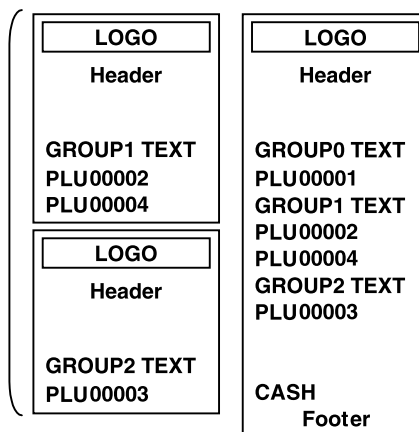 LOGO
Header
GROUP1 TEXT
PLU00002
PLU00004
LOGO
Header
GROUP2 TEXT
PLU00003
LOGO
Header
GROUP0 TEXT
PLU00001
GROUP1 TEXT
PLU00002
PLU00004
GROUP2 TEXT
PLU00003
CASH
Footer